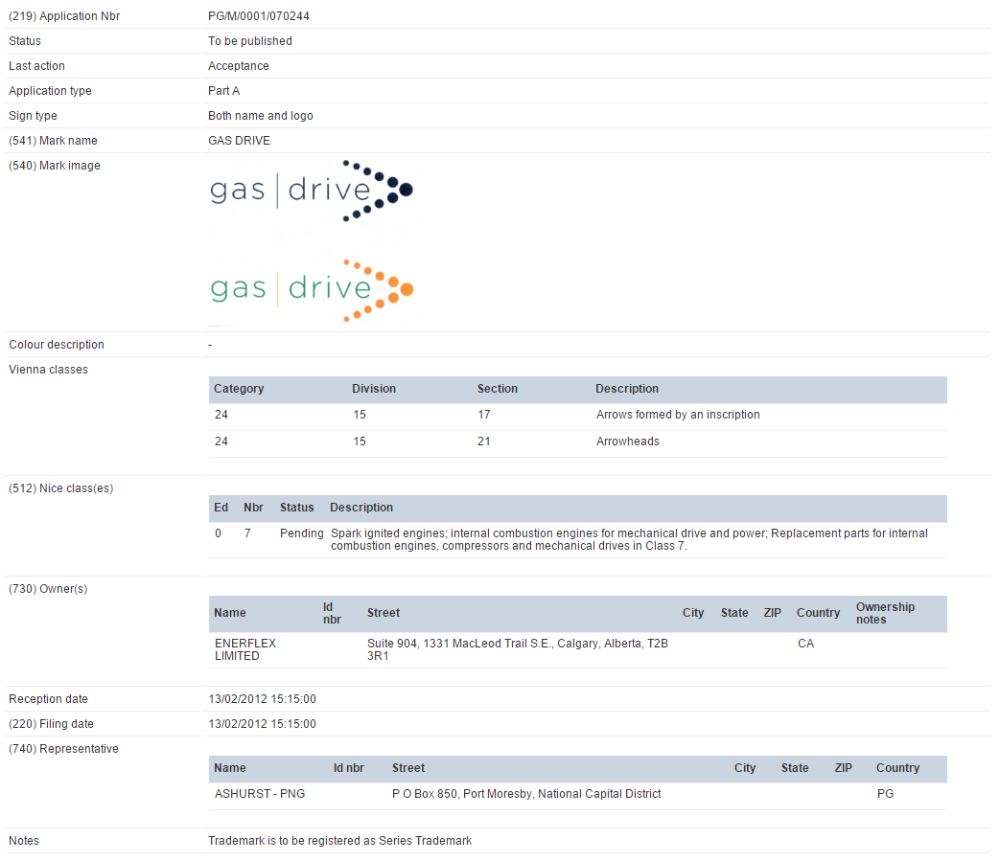 (219) Application Nbr PG/M/0001/070244
Status To be published
Last action Acceptance
Application type Part A
Sign type Both name and logo
(541) Mark name GAS DRIVE
(540) Mark image
gas | drive
gas | drive
Colour description -
Vienna classes
Category Division Section Description
24 15 17 Arrows formed by an inscription
24 15 21 Arrowheads
(512) Nice class(es)
Ed Nbr Status Description
0 7 Pending Spark ignited engines; internal combustion engines for mechanical drive and power; Replacement parts for internal
combustion engines, compressors and mechanical drives in Class 7.
(730) Owner(s)
Name Id nbr Street City State ZIP Country Ownership notes
ENERFLEX LIMITED Suite 904, 1331 MacLeod Trail S.E., Calgary, Alberta, T2B 3R1 CA
Reception date 13/02/2012 15:15:00
(220) Filing date 13/02/2012 15:15:00
(740) Representative
Name Id nbr Street City State ZIP Country
ASHURST - PNG P O Box 850, Port Moresby, National Capital District PG
Notes Trademark is to be registered as Series Trademark